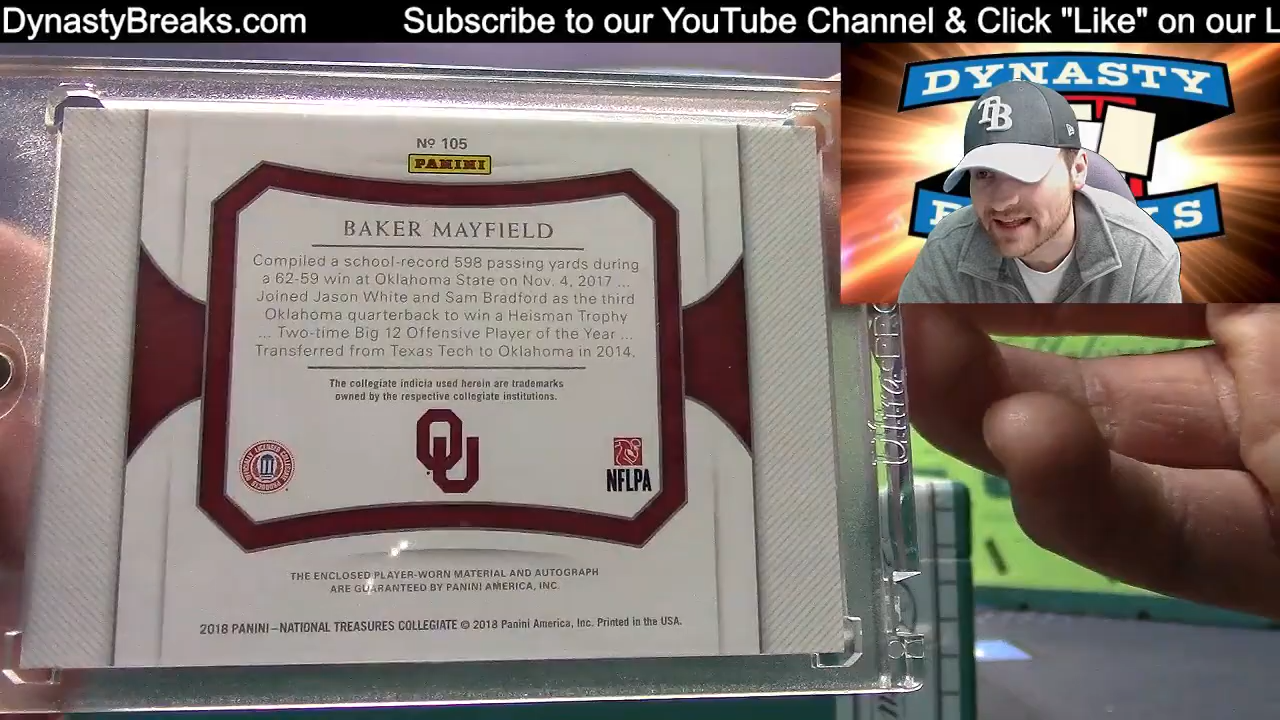 DynastyBreaks.com Subscribe to our YouTube Channel & Click "Like" on our L
DYNASTY
TB
Nº 105
PANINI
BAKER MAYFIELD
Compiled a school-record 598 passing yards during
a 62-59 win at Oklahoma State on Nov. 4, 2017 ...
Joined Jason White and Sam Bradford as the third
Oklahoma quarterback to win a Heisman Trophy
... Two-time Big 12 Offensive Player of the Year ...
Transferred from Texas Tech to Oklahoma in 2014.
The collegiate indicia used herein are trademarks
owned by the respective collegiate institutions.
OU
NFLPA
THE ENCLOSED PLAYER-WORN MATERIAL AND AUTOGRAPH
ARE GUARANTEED BY PANINI AMERICA, INC.
2018 PANINI – NATIONAL TREASURES COLLEGIATE © 2018 Panini America, Inc. Printed in the USA.